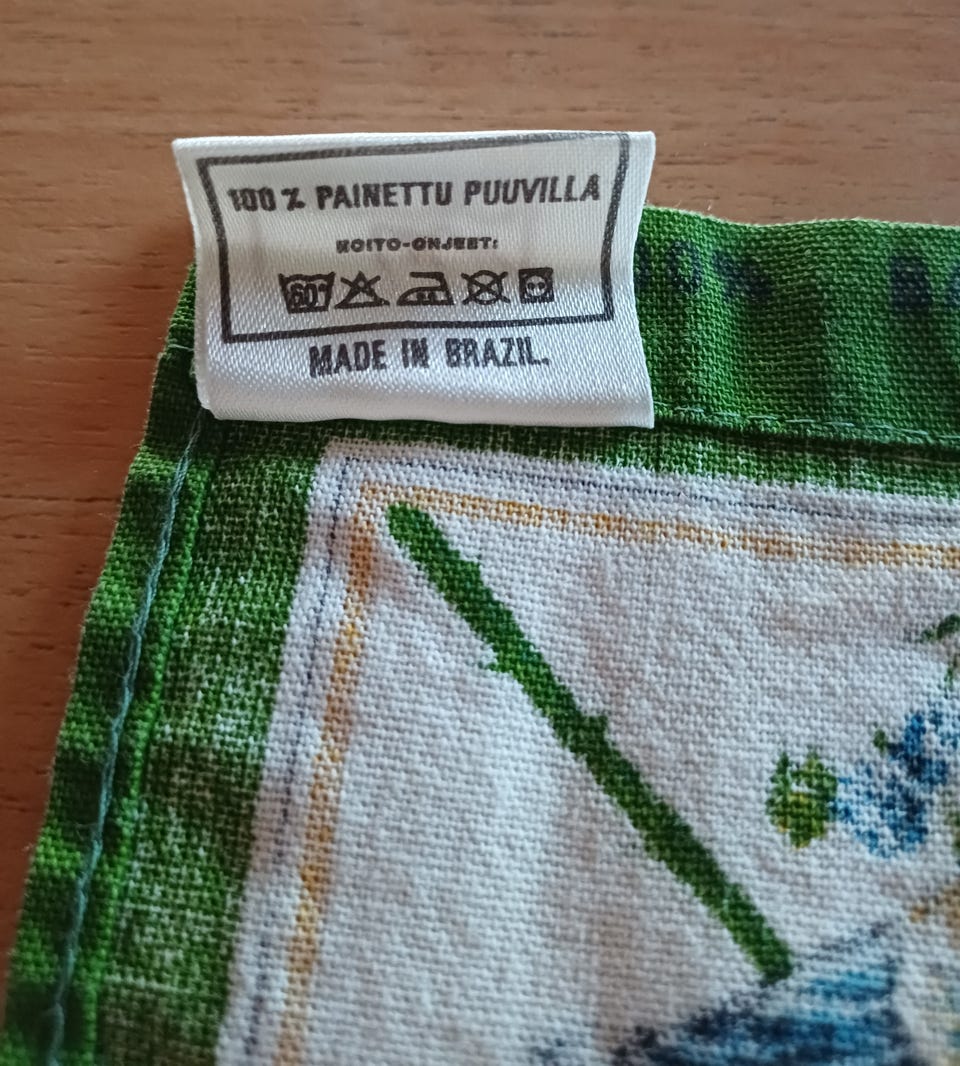 100 % PAINETTU PUUVILLA
HOITO-OHJEET:
60°
MADE IN BRAZIL.